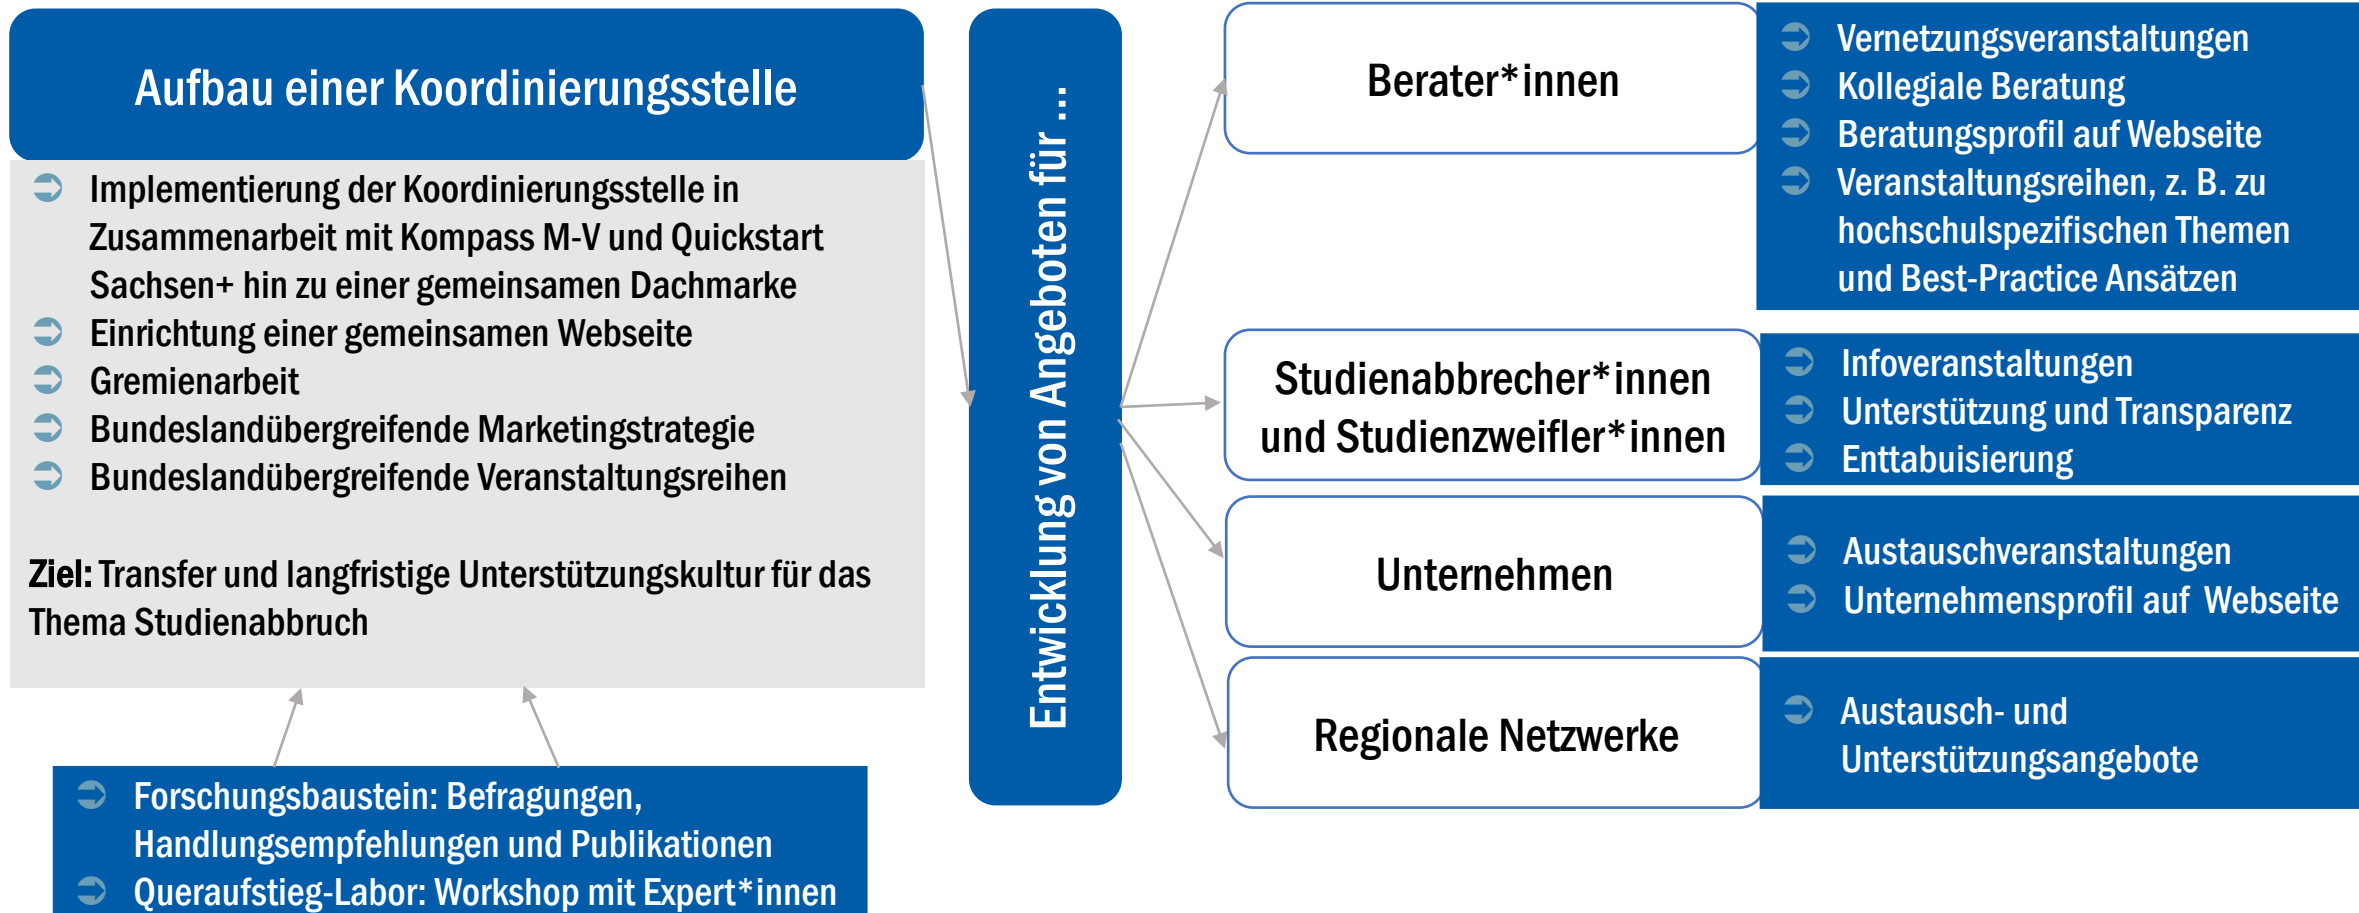 Aufbau einer Koordinierungsstelle
Implementierung der Koordinierungsstelle in
Zusammenarbeit mit Kompass M-V und Quickstart
Sachsen+ hin zu einer gemeinsamen Dachmarke
Einrichtung einer gemeinsamen Webseite
Gremienarbeit
Bundeslandübergreifende Marketingstrategie
Bundeslandübergreifende Veranstaltungsreihen
Ziel: Transfer und langfristige Unterstützungskultur für das
Thema Studienabbruch
Forschungsbaustein: Befragungen,
Handlungsempfehlungen und Publikationen
Queraufstieg-Labor: Workshop mit Expert*innen
Entwicklung von Angeboten für ...
Berater*innen
Vernetzungsveranstaltungen
Kollegiale Beratung
Beratungsprofil auf Webseite
Veranstaltungsreihen, z. B. zu
hochschulspezifischen Themen
und Best-Practice Ansätzen
Studienabbrecher*innen
und Studienzweifler*innen
Infoveranstaltungen
Unterstützung und Transparenz
Enttabuisierung
Unternehmen
Austauschveranstaltungen
Unternehmensprofil auf Webseite
Regionale Netzwerke
Austausch- und
Unterstützungsangebote